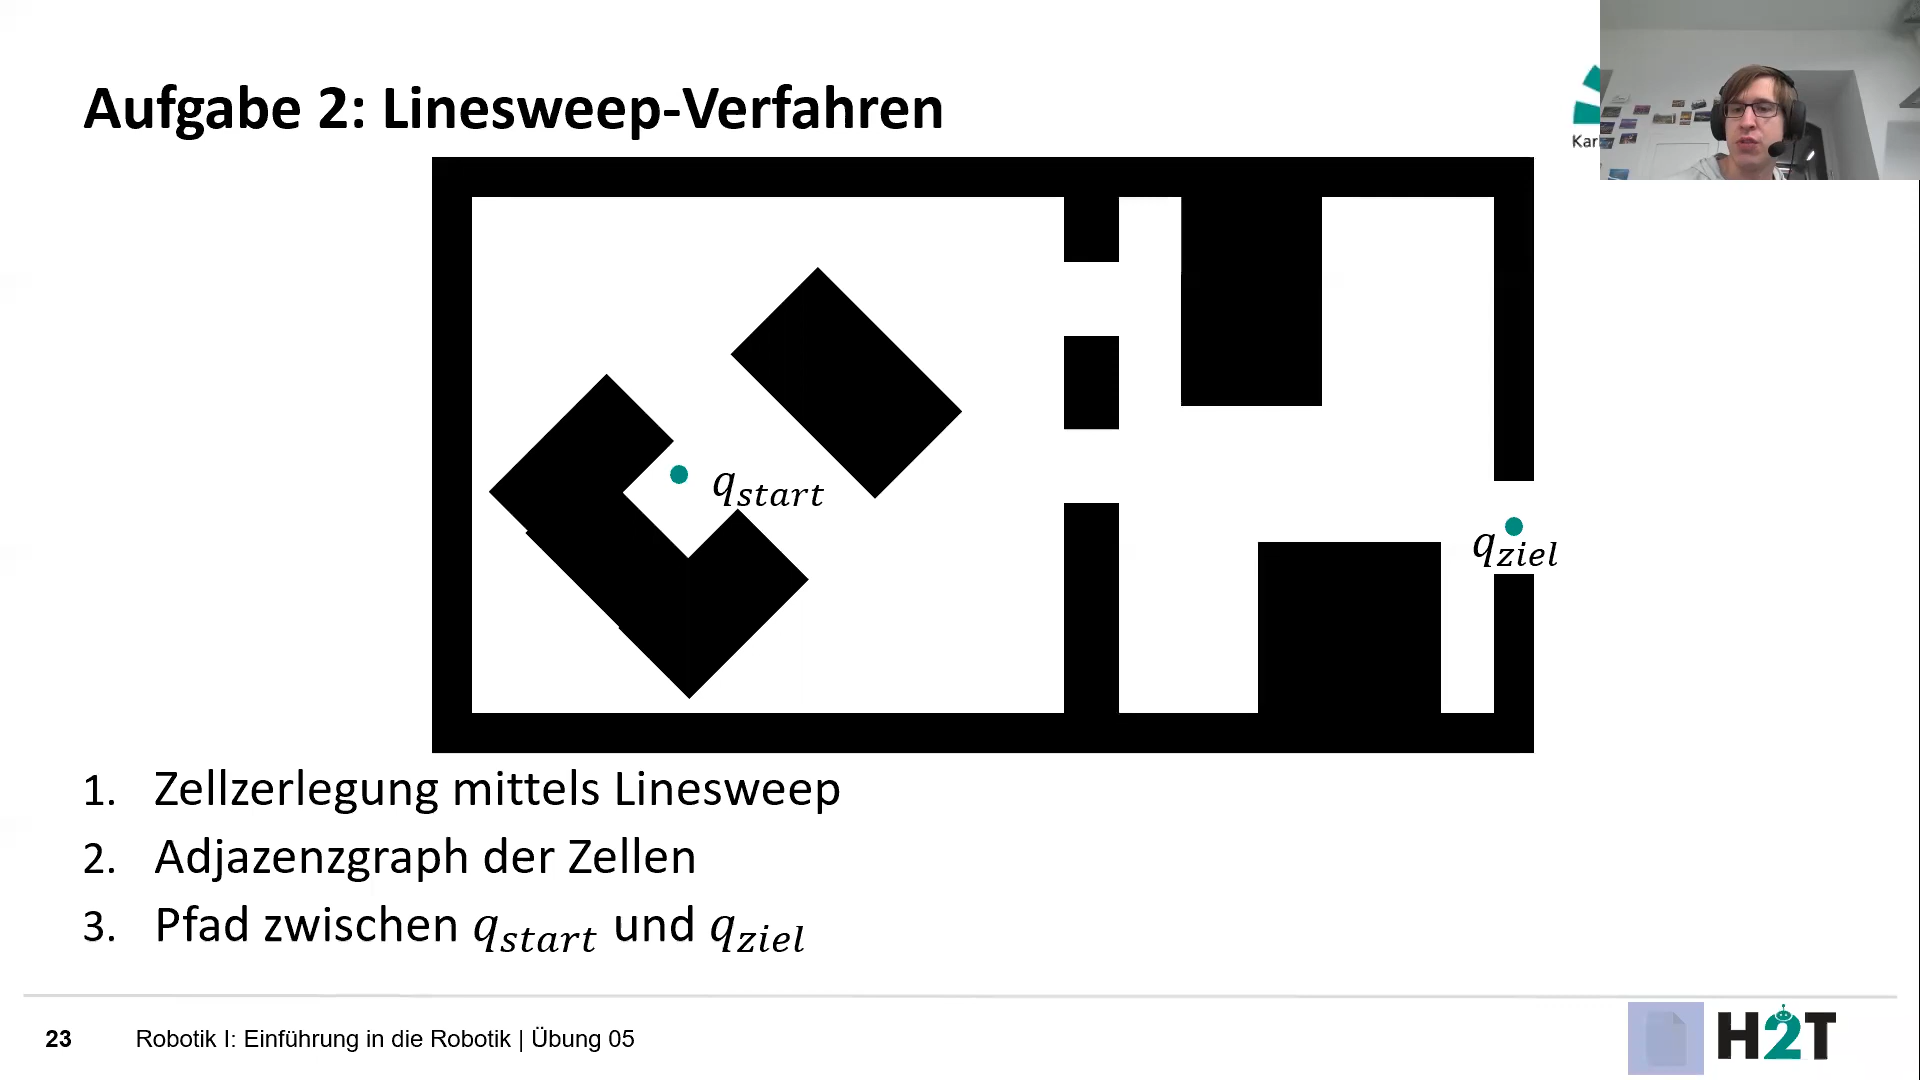 Aufgabe 2: Linesweep-Verfahren
Kar
q_start
q_ziel
1. Zellzerlegung mittels Linesweep
2. Adjazenzgraph der Zellen
3. Pfad zwischen q_start und q_ziel
23 Robotik I: Einführung in die Robotik | Übung 05
H2T